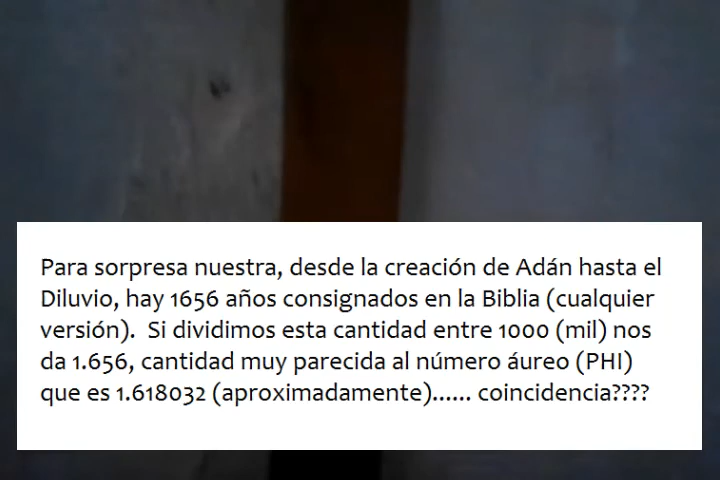 Para sorpresa nuestra, desde la creación de Adán hasta el
Diluvio, hay 1656 años consignados en la Biblia (cualquier
versión).  Si dividimos esta cantidad entre 1000 (mil) nos
da 1.656, cantidad muy parecida al número áureo (PHI)
que es 1.618032 (aproximadamente)...... coincidencia????